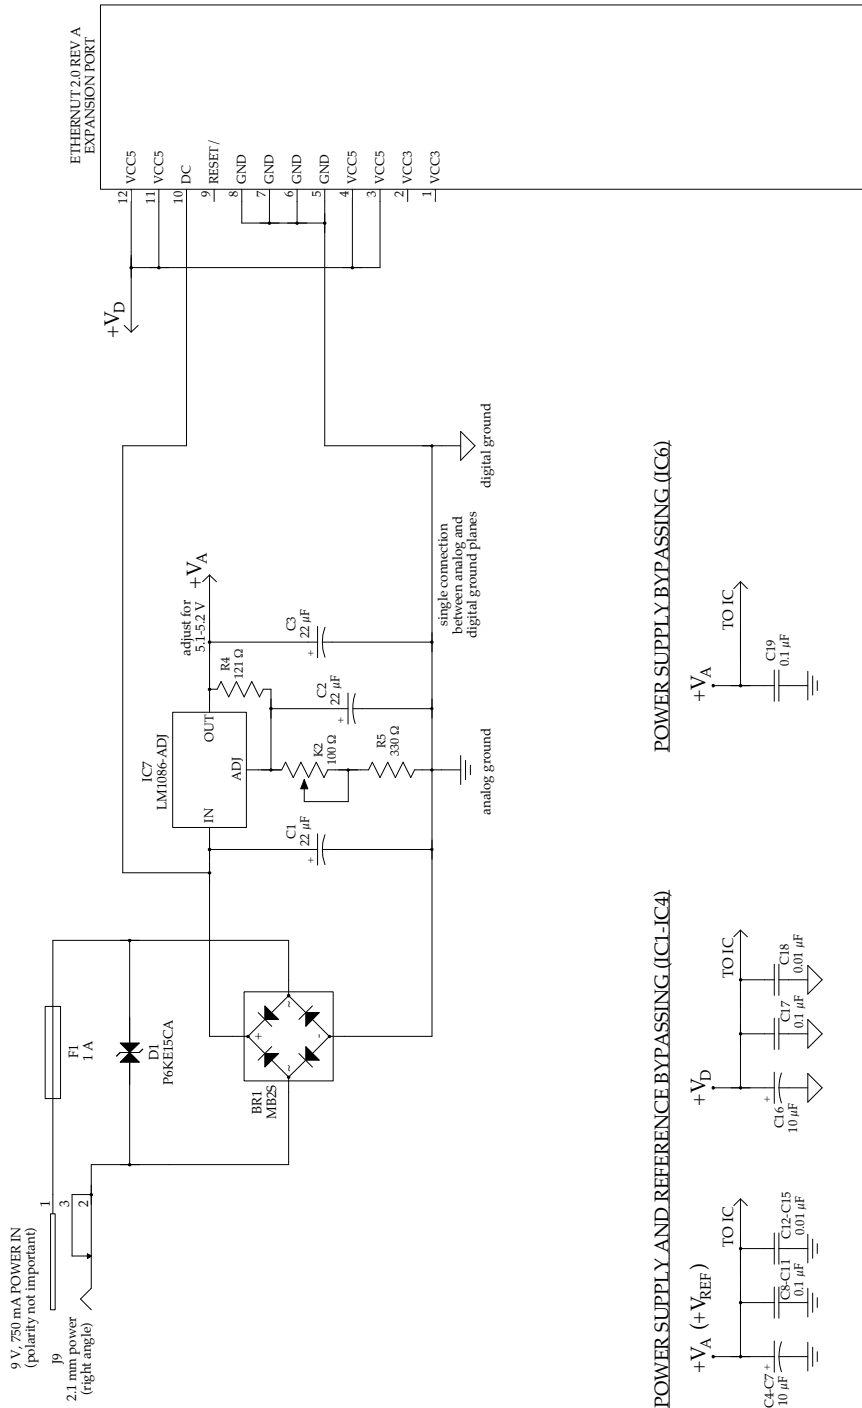 9 V, 750 mA POWER IN
(polarity not important)
J9
2.1 mm power
(right angle)
1
3
2
F1
1 A
D1
P6KE15CA
BR1
MB2S
+
-
~
~
IC7
LM1086-ADJ
IN
OUT
ADJ
adjust for
5.1-5.2 V
+VA
R4
121 Ω
C1
22 µF
+
K2
100 Ω
R5
330 Ω
C2
22 µF
+
C3
22 µF
+
analog ground
single connection
between analog and
digital ground planes
digital ground
+VD
ETHERNUT 2.0 REV A
EXPANSION PORT
12 VCC5
11 VCC5
10 DC
9 RESET/
8 GND
7 GND
6 GND
5 GND
4 VCC5
3 VCC5
2 VCC3
1 VCC3
POWER SUPPLY AND REFERENCE BYPASSING (IC1-IC4)
+VA (+VREF)
TO IC
C4-C7 +
10 µF
C8-C11
0.1 µF
C12-C15
0.01 µF
+VD
TO IC
C16 +
10 µF
C17
0.1 µF
C18
0.01 µF
POWER SUPPLY BYPASSING (IC6)
+VA
TO IC
C19
0.1 µF